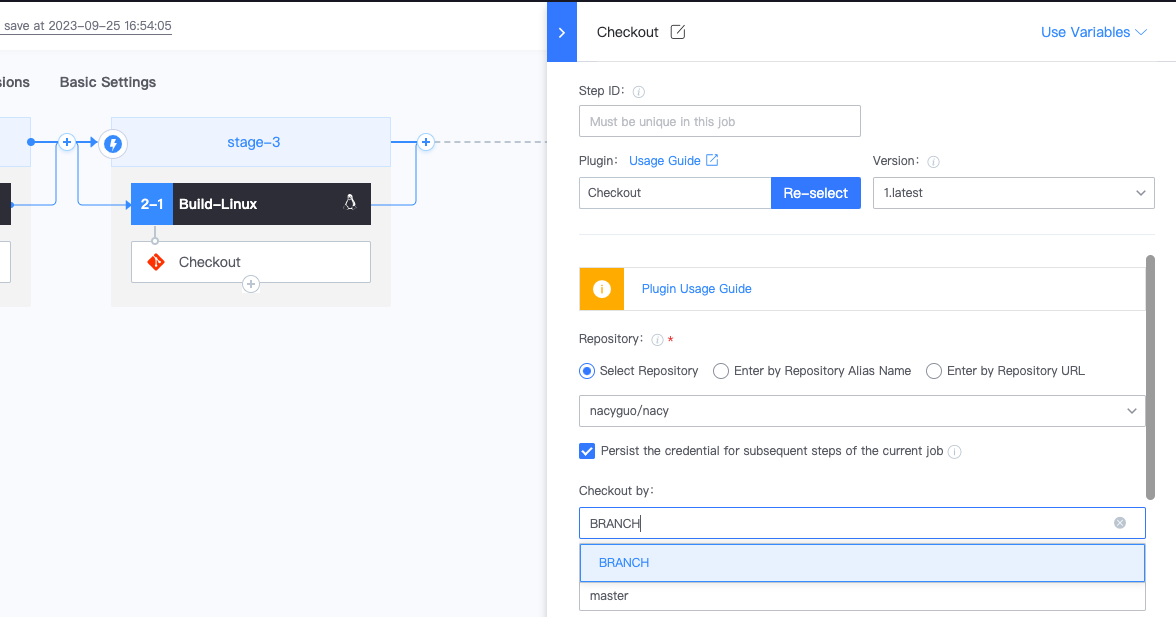 save at 2023-09-25 16:54:05
Checkout
Use Variables
sions
Basic Settings
Step ID:
Must be unique in this job
stage-3
Plugin:
Usage Guide
Version:
Checkout
Re-select
1.latest
2-1
Build-Linux
Checkout
Plugin Usage Guide
Repository: *
Select Repository
Enter by Repository Alias Name
Enter by Repository URL
nacyguo/nacy
Persist the credential for subsequent steps of the current job
Checkout by:
BRANCH
BRANCH
master